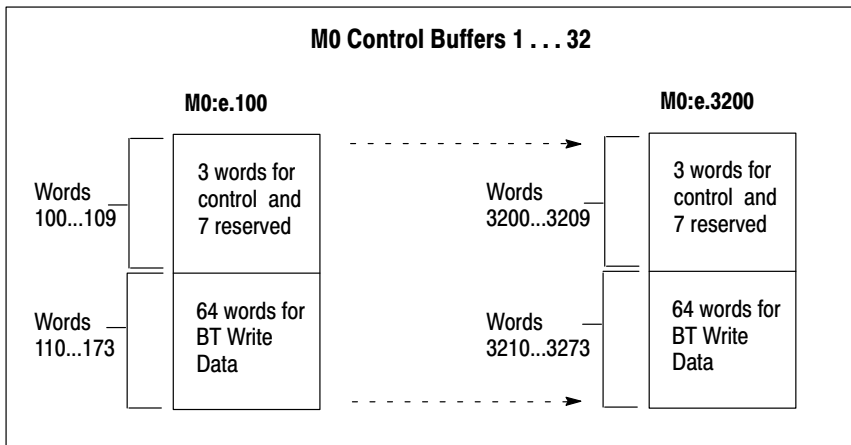 M0 Control Buffers 1 . . . 32
M0:e.100
M0:e.3200
Words
100...109
3 words for
control and
7 reserved
Words
3200...3209
3 words for
control and
7 reserved
Words
110...173
64 words for
BT Write
Data
Words
3210...3273
64 words for
BT Write
Data